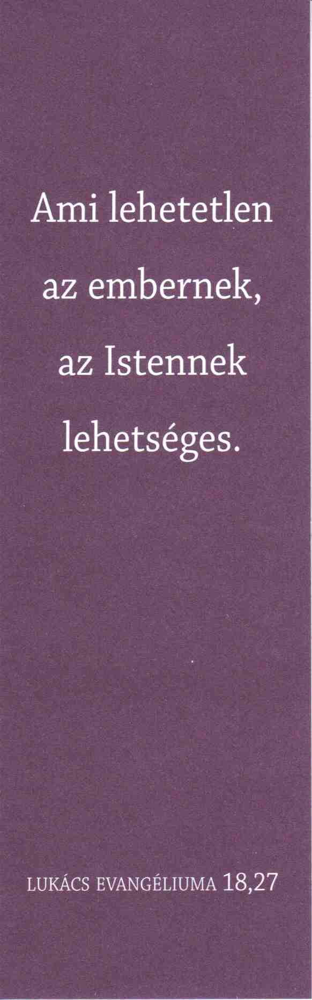 Ami lehetetlen
az embernek,
az Istennek
lehetséges.
LUKÁCS EVANGÉLIUMA 18,27